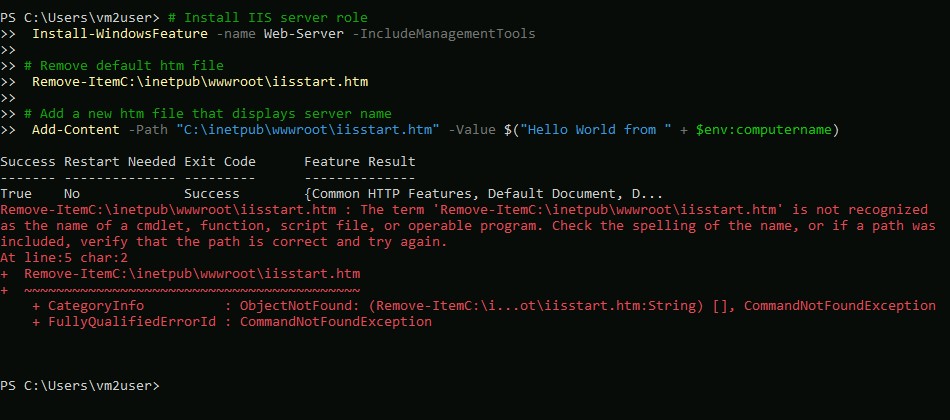 PS C:\Users\vm2user> # Install IIS server role
>>  Install-WindowsFeature -name Web-Server -IncludeManagementTools
>>
>> # Remove default htm file
>>  Remove-ItemC:\inetpub\wwwroot\iisstart.htm
>>
>> # Add a new htm file that displays server name
>>  Add-Content -Path "C:\inetpub\wwwroot\iisstart.htm" -Value $("Hello World from " + $env:computername)
Success Restart Needed Exit Code      Feature Result
------- -------------- ---------      --------------
True    No             Success        {Common HTTP Features, Default Document, D...
Remove-ItemC:\inetpub\wwwroot\iisstart.htm : The term 'Remove-ItemC:\inetpub\wwwroot\iisstart.htm' is not recognized
as the name of a cmdlet, function, script file, or operable program. Check the spelling of the name, or if a path was
included, verify that the path is correct and try again.
At line:5 char:2
+  Remove-ItemC:\inetpub\wwwroot\iisstart.htm
+  ~~~~~~~~~~~~~~~~~~~~~~~~~~~~~~~~~~~~~~~~~~
    + CategoryInfo          : ObjectNotFound: (Remove-ItemC:\i...ot\iisstart.htm:String) [], CommandNotFoundException
    + FullyQualifiedErrorId : CommandNotFoundException
PS C:\Users\vm2user>